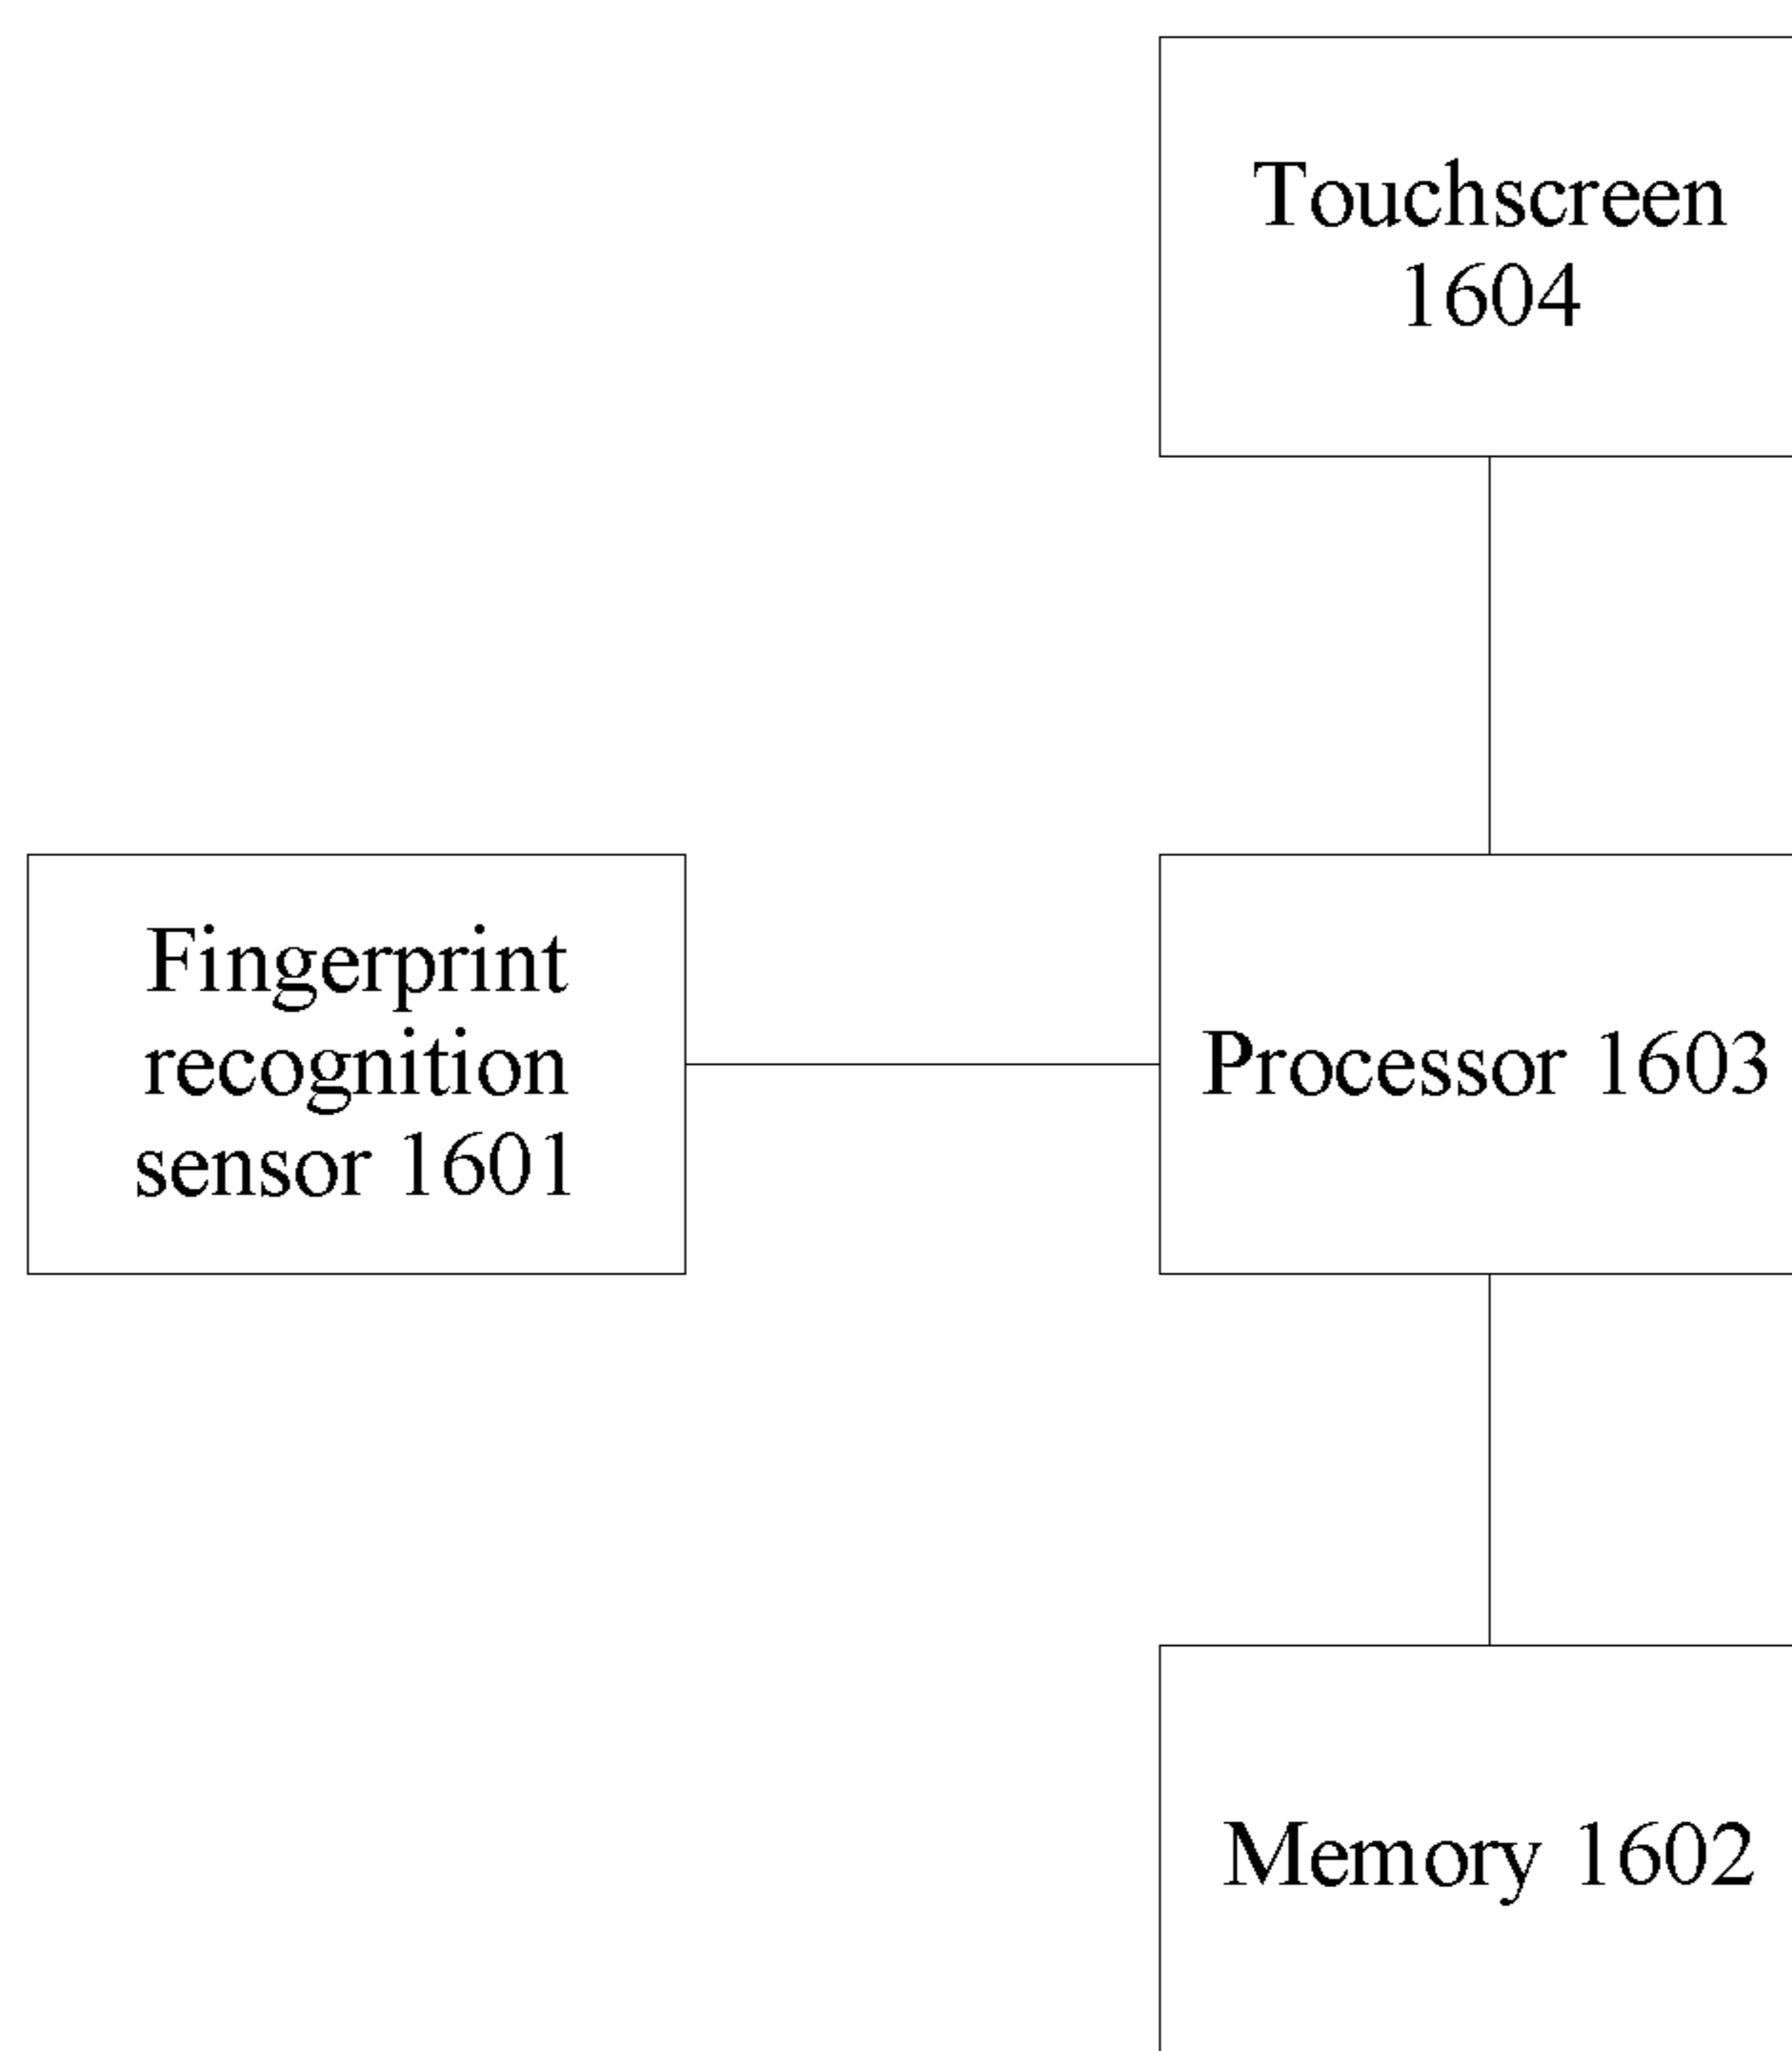 Touchscreen
1604
Fingerprint
recognition
sensor 1601
Processor 1603
Memory 1602